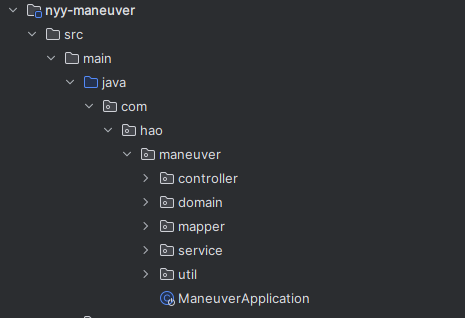 nyy-maneuver
src
main
java
com
hao
maneuver
controller
domain
mapper
service
util
ManeuverApplication